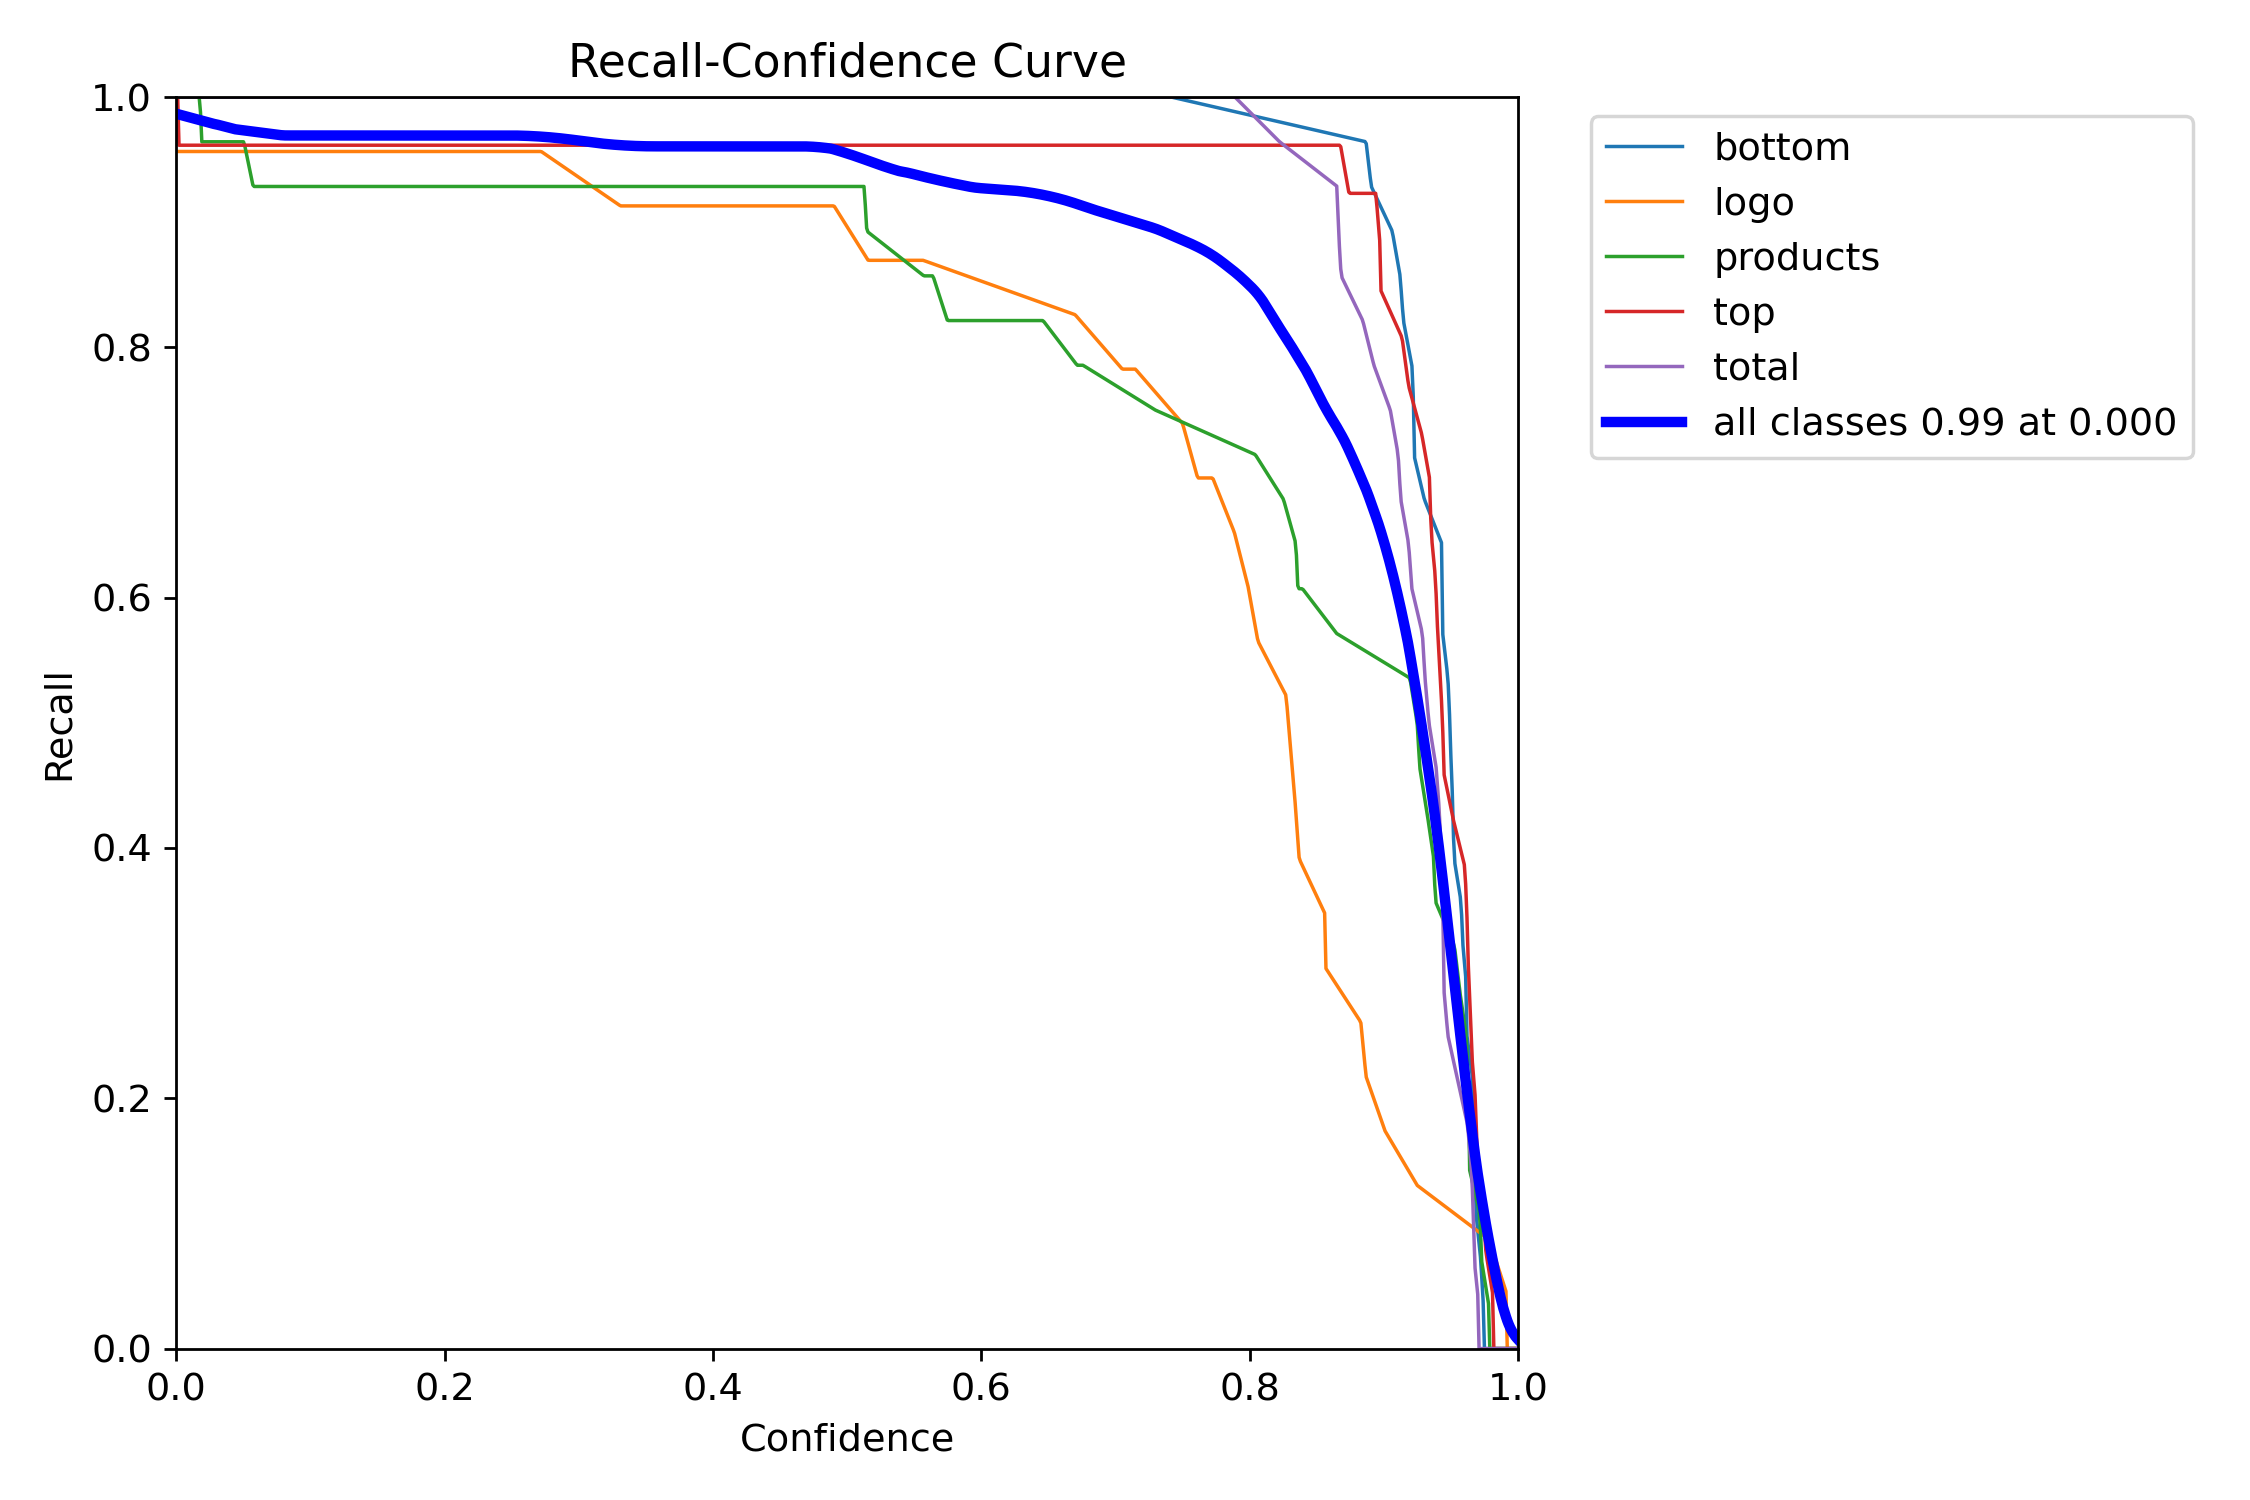 Recall-Confidence Curve
1.0
0.8
0.6
0.4
0.2
0.0
Recall
0.0 0.2 0.4 0.6 0.8 1.0
Confidence
bottom
logo
products
top
total
all classes 0.99 at 0.000